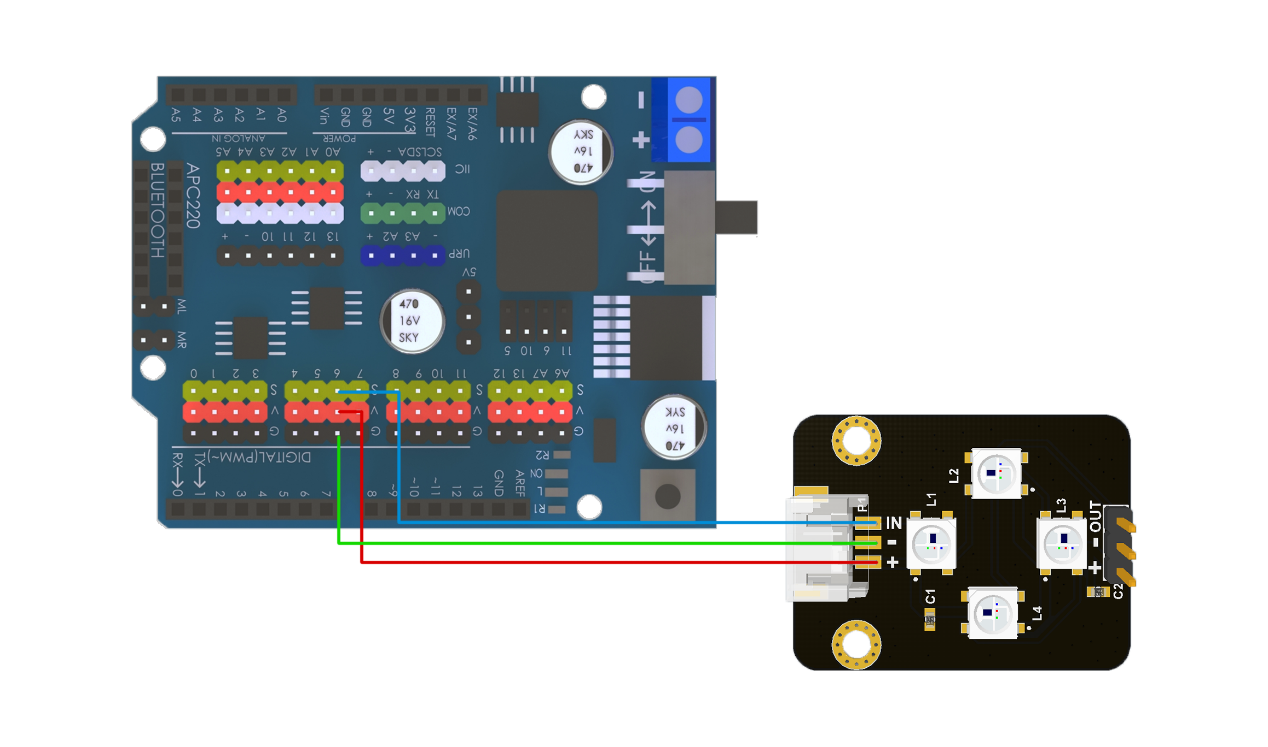 A5 A4 A3 A2 A1 A0
Vin GND GND 5V 3V3 RESET EX/A7 EX/A6
ANALOG IN
POWER
SKY
16v
470
-
+
BLUETOOTH
APC220
A5 A4 A3 A2 A1 A0
+ - SDA SCL
IIC
+ - RX TX
COM
+ - 10 11 12 13
+ A2 A3 -
URP
OFF ↔ ON
5V
ML
MR
470
16V
SKY
5 10 6 11
0 1 2 3
4 5 6 7
8 9 10 11
12 13 A7 A6
S S S S
V V V V
G G G
SYK
16v
470
RX→
TX→
DIGITAL(PWM~)
0 1 2 3 4 5 6 7
8 ~9 ~10 ~11 12 13 GND AREF
R2
ON
L
R1
P1
IN
-
+
L1
L2
L3
L4
C1
C2
OUT
-
+